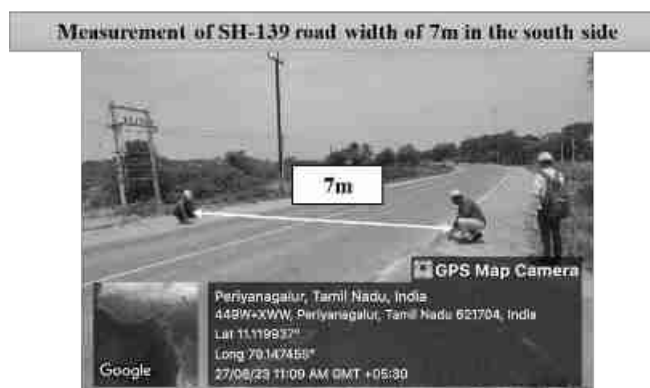 Measurement of SH-139 road width of 7m in the south side
7m
GPS Map Camera
Periyanagalur, Tamil Nadu, India
449W+XWW, Periyanagalur, Tamil Nadu 621704, India
Lat 11.119937°
Long 79.147455°
27/06/23 11:09 AM GMT +05:30
Google